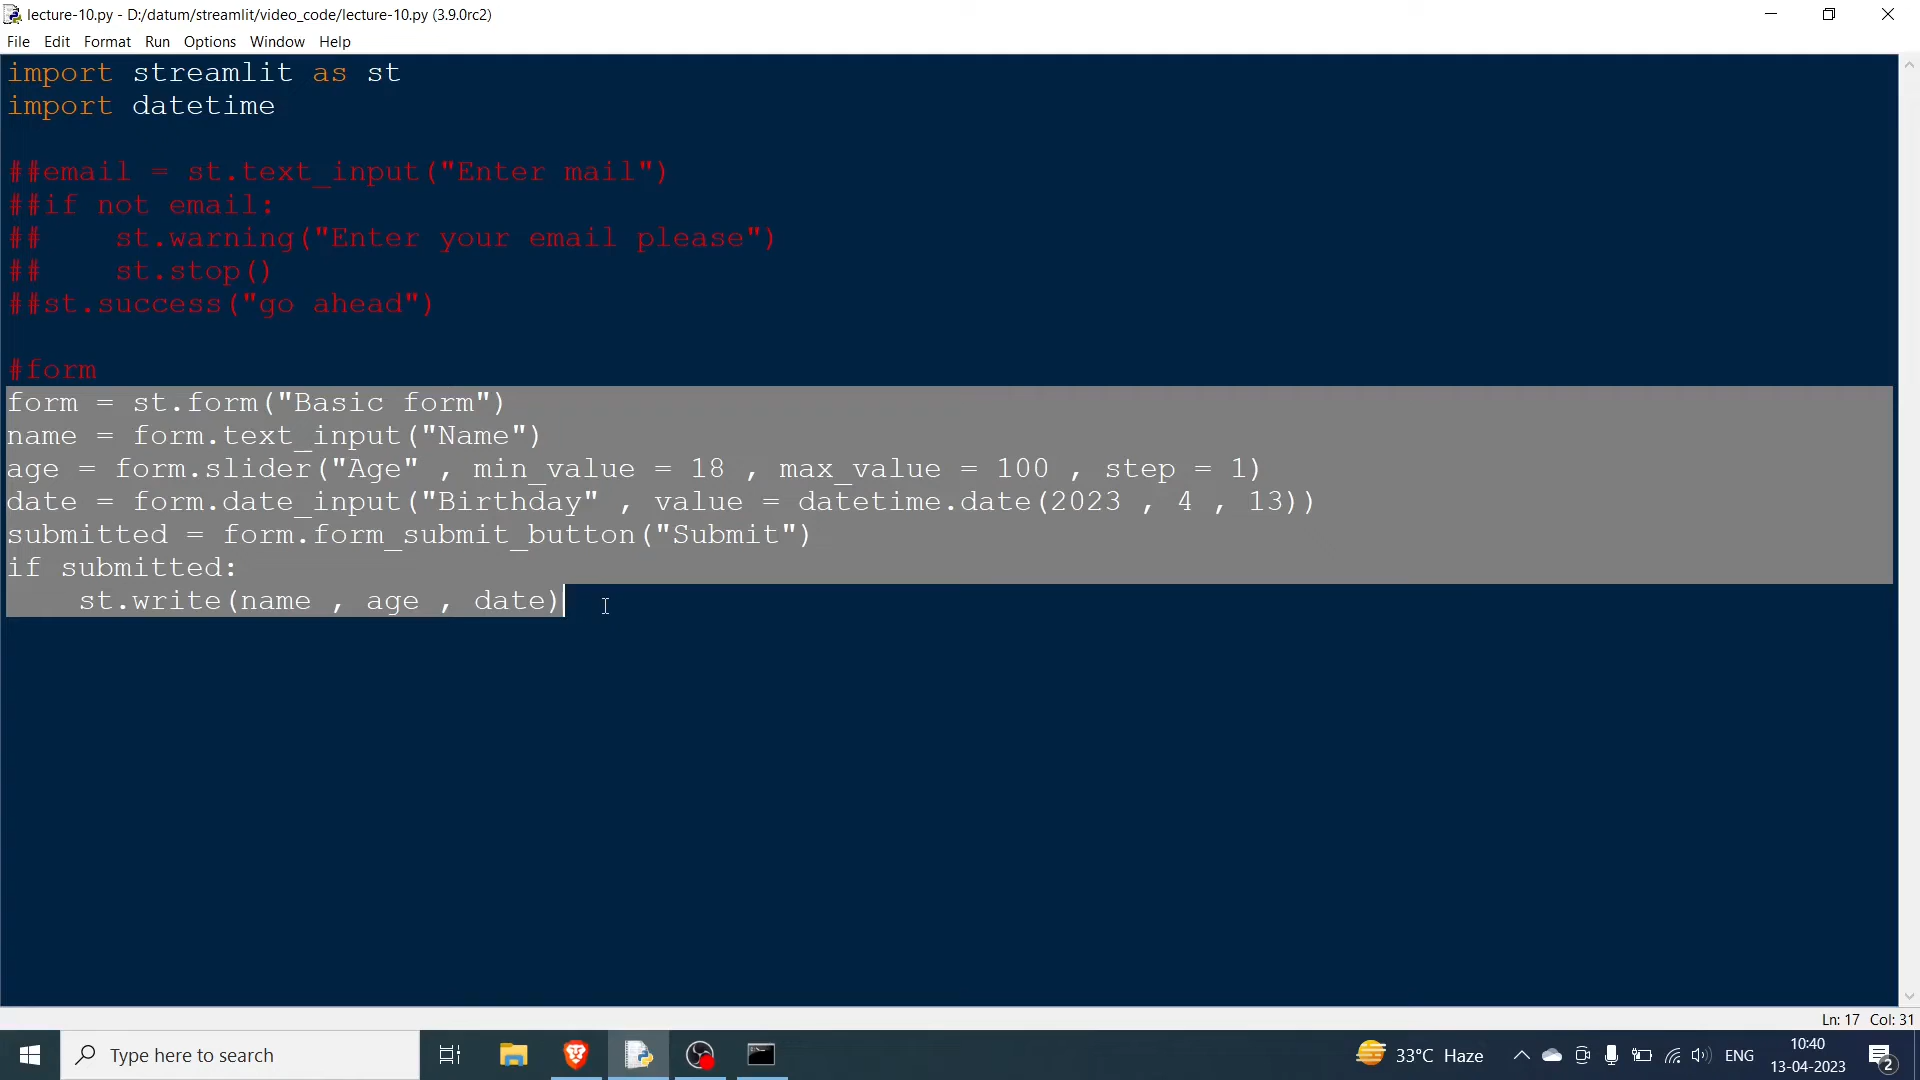 lecture-10.py - D:/datum/streamlit/video_code/lecture-10.py (3.9.0rc2)
File Edit Format Run Options Window Help
import streamlit as st
import datetime
##email = st.text_input("Enter mail")
##if not email:
##    st.warning("Enter your email please")
##    st.stop()
##st.success("go ahead")
#form
form = st.form("Basic form")
name = form.text_input("Name")
age = form.slider("Age" , min_value = 18 , max_value = 100 , step = 1)
date = form.date_input("Birthday" , value = datetime.date(2023 , 4 , 13))
submitted = form.form_submit_button("Submit")
if submitted:
    st.write(name , age , date)
Ln: 17 Col: 31
Type here to search
33°C Haze
ENG
10:40
13-04-2023
2